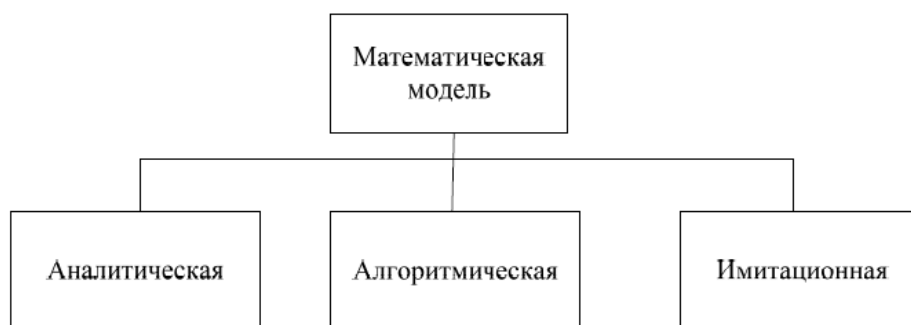 Математическая
модель
Аналитическая
Алгоритмическая
Имитационная